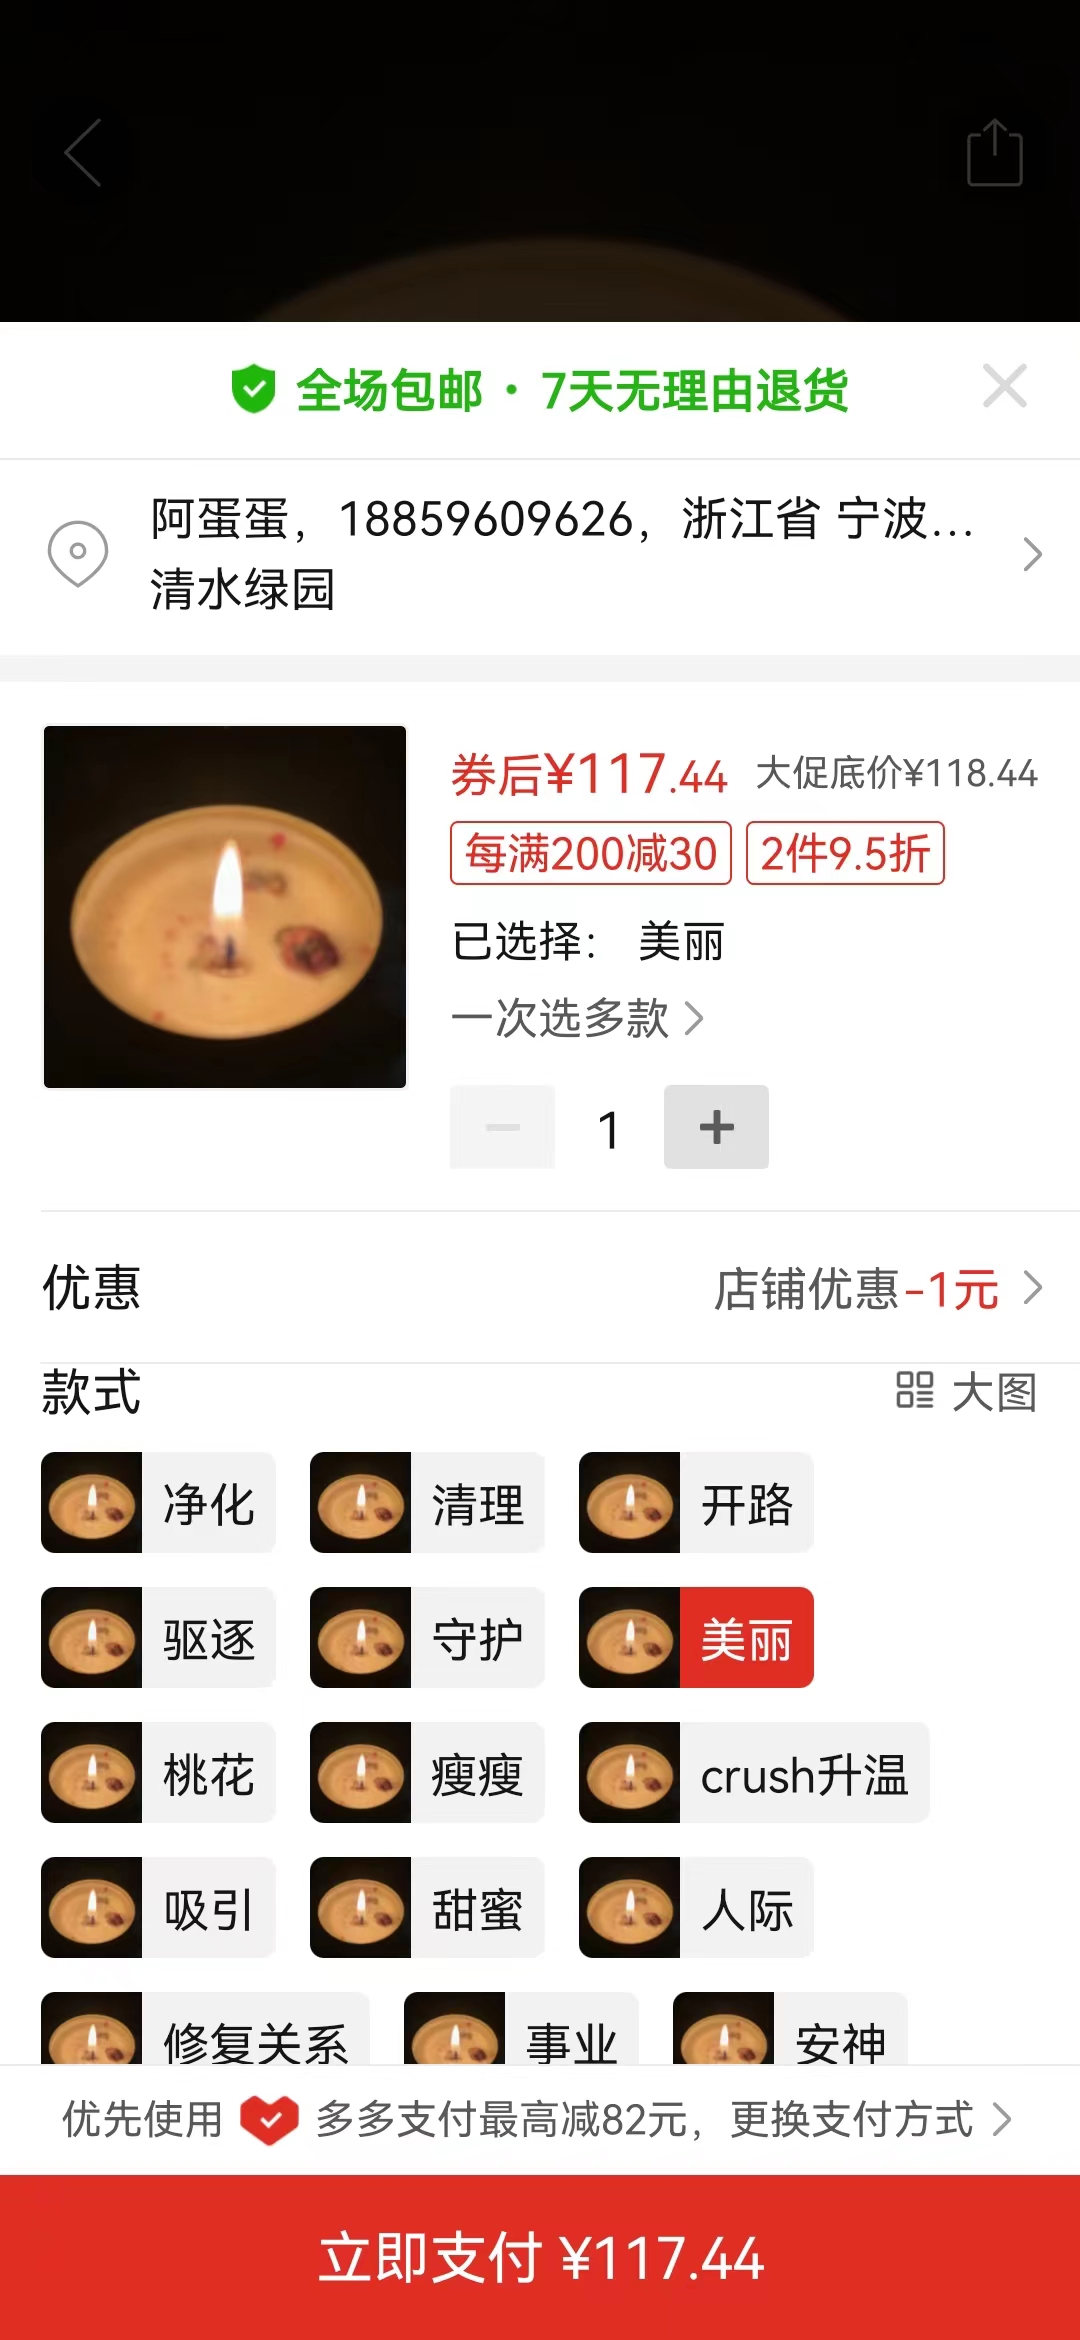 全场包邮 · 7天无理由退货
阿蛋蛋，18859609626，浙江省 宁波...
清水绿园
券后¥117.44 大促底价¥118.44
每满200减30 2件9.5折
已选择： 美丽
一次选多款
1
优惠 店铺优惠-1元
款式 大图
净化 清理 开路
驱逐 守护 美丽
桃花 瘦瘦 crush升温
吸引 甜蜜 人际
修复关系 事业 安神
优先使用 多多支付最高减82元，更换支付方式
立即支付 ¥117.44